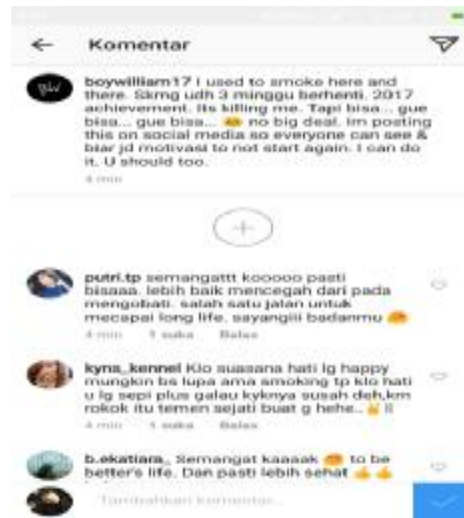 Komentar
boywilliam17 I used to smoke here and
there. Skrng udh 3 minggu berhenti. 2017
achievement. Its killing me. Tapi bisa... gue
bisa... gue bisa... 😁 no big deal. Im posting
this on social media so everyone can see &
biar jd motivasi to not start again. I can do
it. U should too.
4 min
putri.tp semangattt kooooo pasti
bisaaa. lebih baik mencegah dari pada
mengobati. salah satu jalan untuk
mecapai long life. sayangiii badanmu
4 min 1 suka Balas
kyns_kennel Klo suasana hati lg happy
mungkin bs lupa ama smoking tp klo hati
u lg sepi plus galau kyknya susah deh,km
rokok itu temen sejati buat g hehe..✌
4 min 1 suka Balas
b.ekatiara_ Semangat kaaaak to be
better's life. Dan pasti lebih sehat 👍👍
Tambahkan komentar...